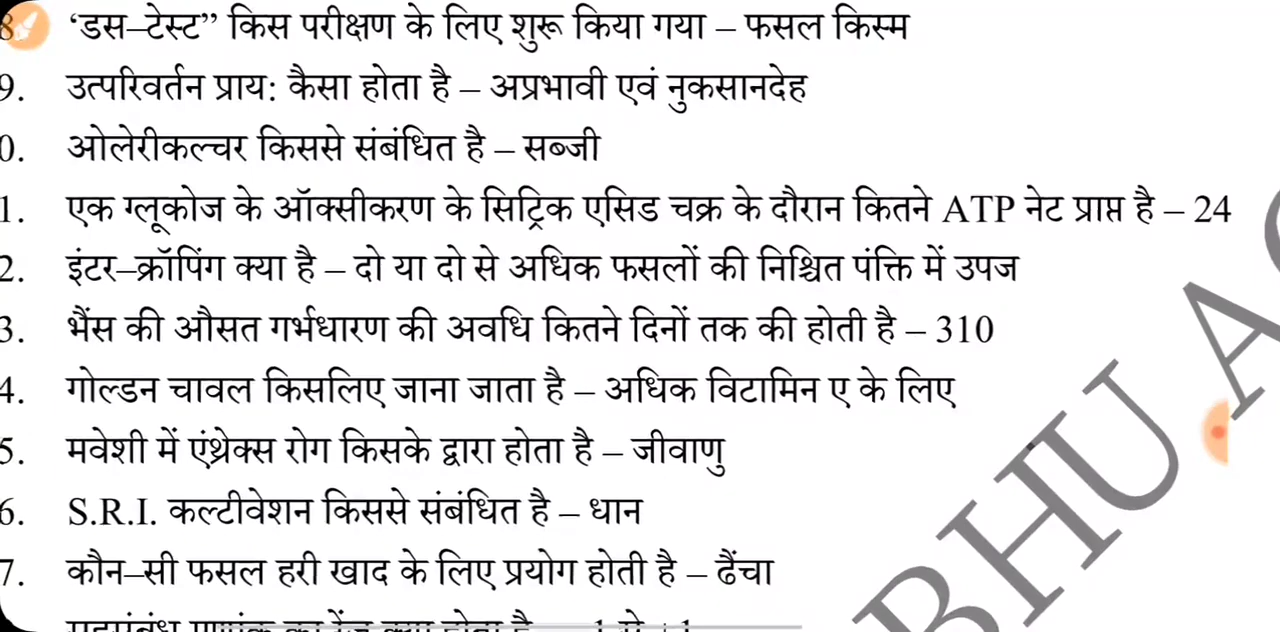 8. ‘डस–टेस्ट” किस परीक्षण के लिए शुरू किया गया – फसल किस्म
9. उत्परिवर्तन प्राय: कैसा होता है – अप्रभावी एवं नुकसानदेह
0. ओलेरीकल्चर किससे संबंधित है – सब्जी
1. एक ग्लूकोज के ऑक्सीकरण के सिट्रिक एसिड चक्र के दौरान कितने ATP नेट प्राप्त है – 24
2. इंटर–क्रॉपिंग क्या है – दो या दो से अधिक फसलों की निश्चित पंक्ति में उपज
3. भैंस की औसत गर्भधारण की अवधि कितने दिनों तक की होती है – 310
4. गोल्डन चावल किसलिए जाना जाता है – अधिक विटामिन ए के लिए
5. मवेशी में एंथ्रेक्स रोग किसके द्वारा होता है – जीवाणु
6. S.R.I. कल्टीवेशन किससे संबंधित है – धान
7. कौन–सी फसल हरी खाद के लिए प्रयोग होती है – ढैंचा
BHU A